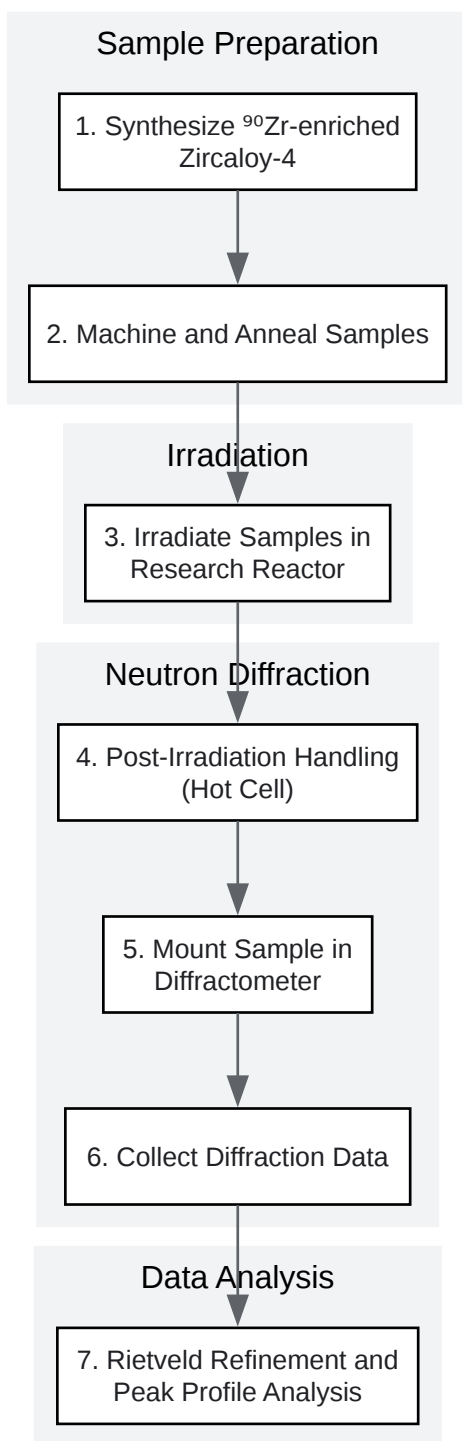 Sample Preparation
1. Synthesize ⁹⁰Zr-enriched
Zircaloy-4
2. Machine and Anneal Samples
Irradiation
3. Irradiate Samples in
Research Reactor
Neutron Diffraction
4. Post-Irradiation Handling
(Hot Cell)
5. Mount Sample in
Diffractometer
6. Collect Diffraction Data
Data Analysis
7. Rietveld Refinement and
Peak Profile Analysis